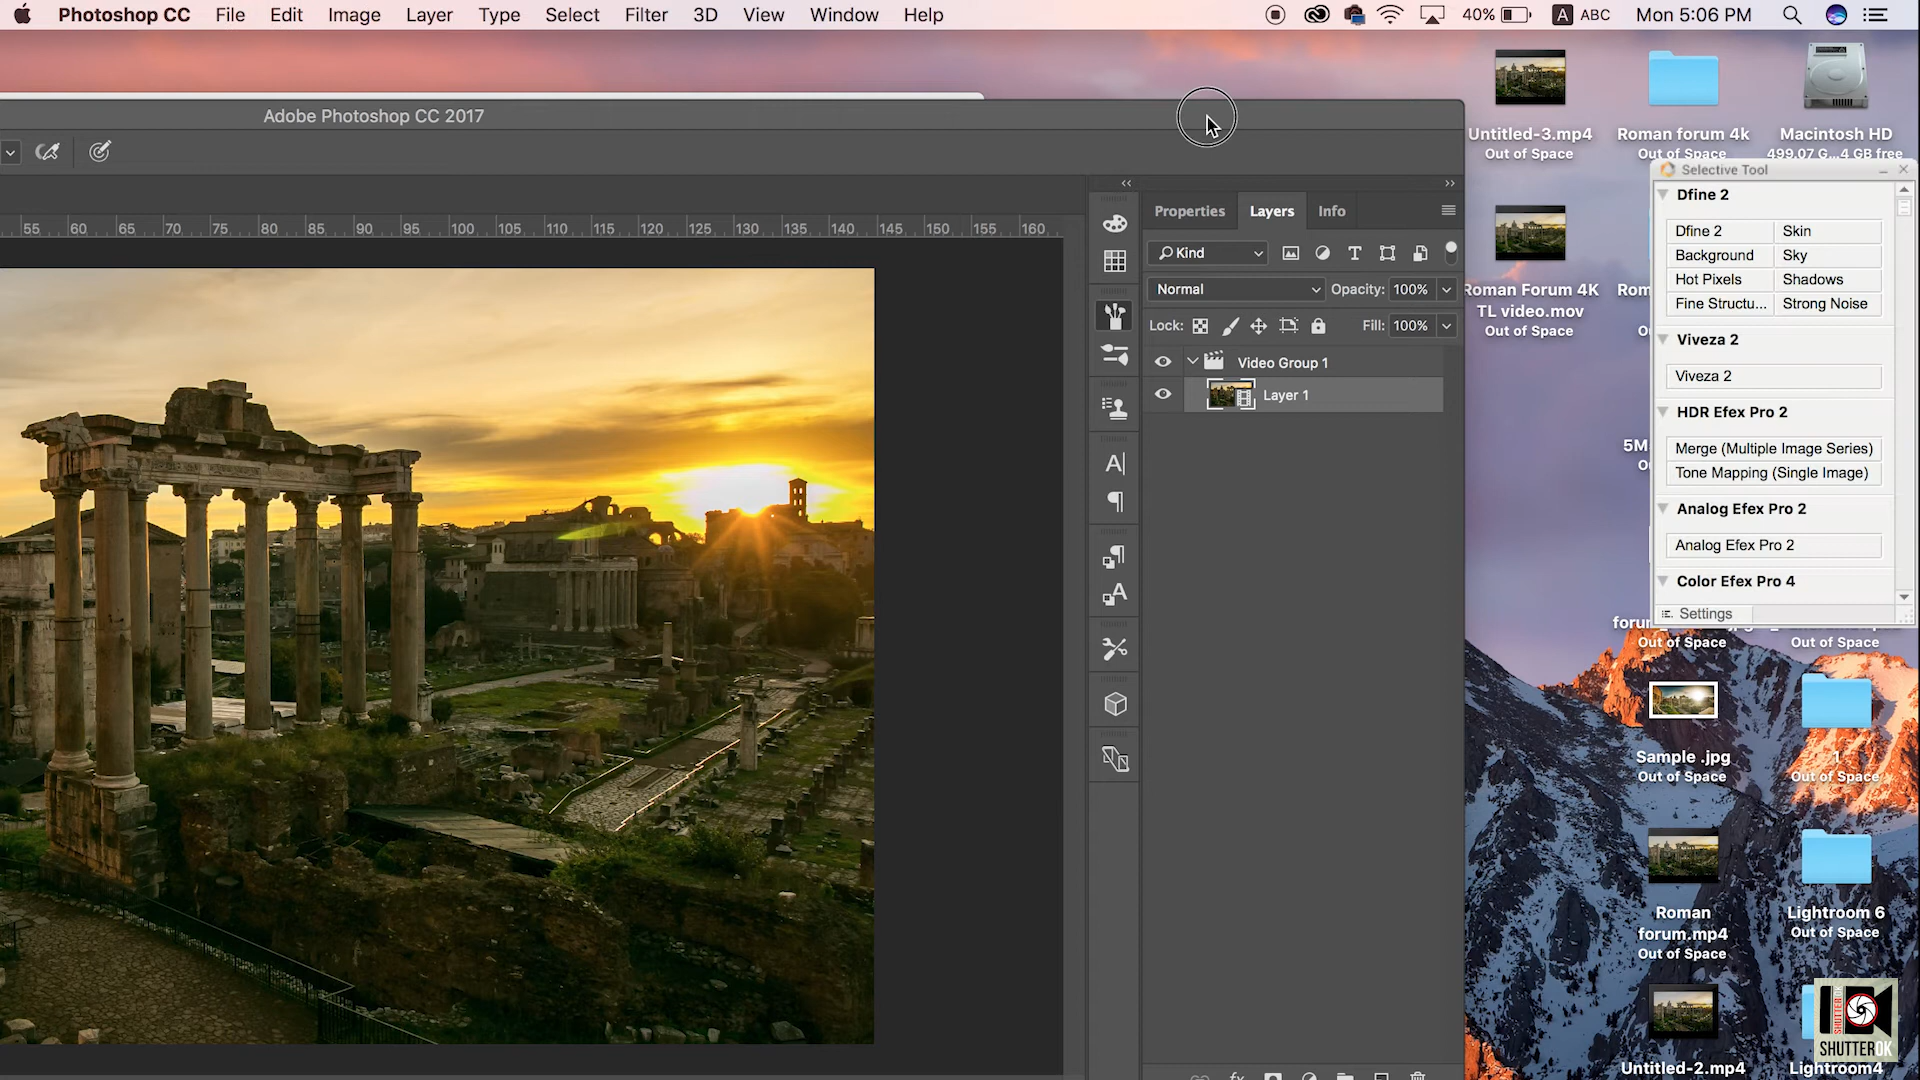 Photoshop CC File Edit Image Layer Type Select Filter 3D View Window Help 40% A ABC Mon 5:06 PM
Adobe Photoshop CC 2017
55 60 65 70 75 80 85 90 95 100 105 110 115 120 125 130 135 140 145 150 155 160
Properties Layers Info
Kind
Normal Opacity: 100%
Lock: Fill: 100%
Video Group 1
Layer 1
Untitled-3.mp4
Out of Space
Roman forum 4k
Out of Space
Macintosh HD
499.07 G...4 GB free
Roman Forum 4K
TL video.mov
Out of Space
Selective Tool
Dfine 2
Dfine 2 Skin
Background Sky
Hot Pixels Shadows
Fine Structu... Strong Noise
Viveza 2
Viveza 2
HDR Efex Pro 2
Merge (Multiple Image Series)
Tone Mapping (Single Image)
Analog Efex Pro 2
Analog Efex Pro 2
Color Efex Pro 4
Settings
Out of Space
Out of Space
Sample .jpg
Out of Space
1
Out of Space
Roman
forum.mp4
Out of Space
Lightroom 6
Out of Space
Untitled-2.mp4
Lightroom4
SHUTTEROK
SHUTTEROK